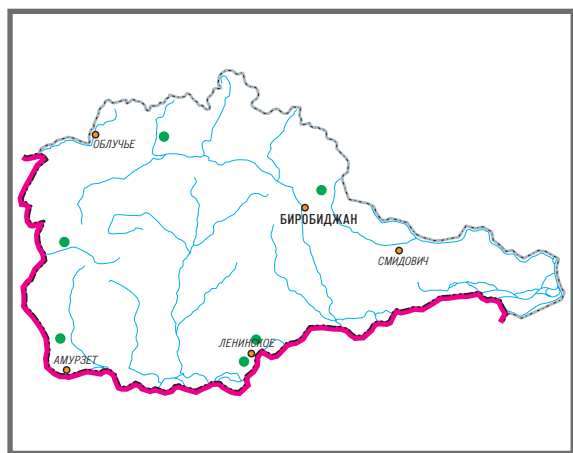 ОБЛУЧЬЕ
БИРОБИДЖАН
СМИДОВИЧ
ЛЕНИНСКОЕ
АМУРЗЕТ